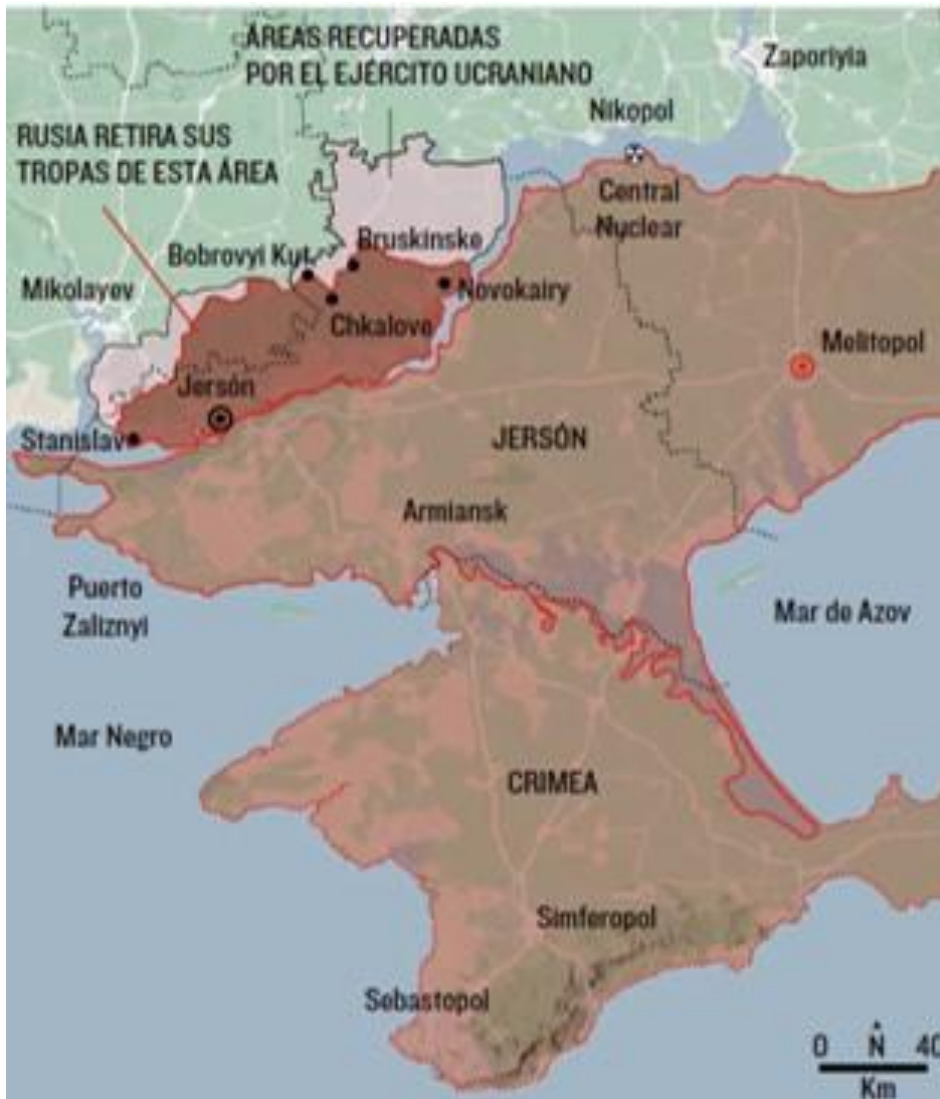 ÁREAS RECUPERADAS
POR EL EJÉRCITO UCRANIANO
Zaporiyia
Nikopol
RUSIA RETIRA SUS
TROPAS DE ESTA ÁREA
Central
Nuclear
Bruskinske
Bobrovyi Kut
Mikolayev
Novokairy
Chkalove
Melitopol
Jersón
Stanislav
JERSÓN
Armiansk
Puerto
Zaliznyi
Mar de Azov
Mar Negro
CRIMEA
Simferopol
Sebastopol
0 N 40
Km